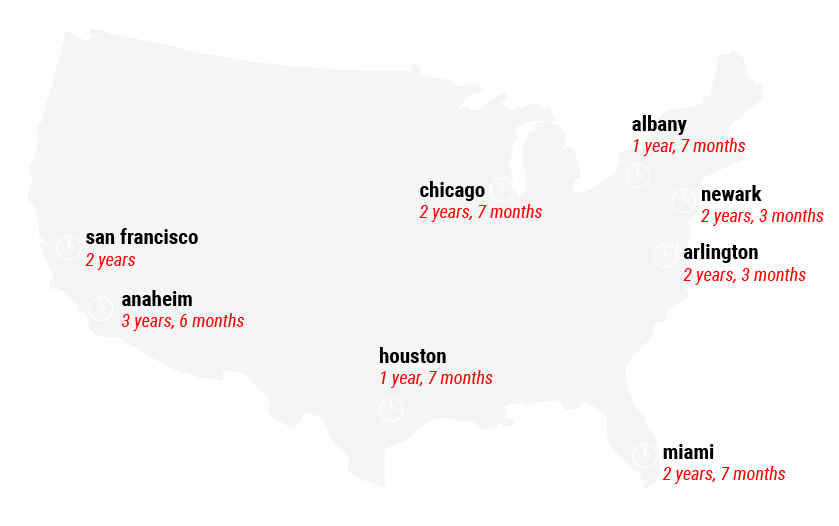 albany
1 year, 7 months
chicago
2 years, 7 months
newark
2 years, 3 months
san francisco
2 years
arlington
2 years, 3 months
anaheim
3 years, 6 months
houston
1 year, 7 months
miami
2 years, 7 months